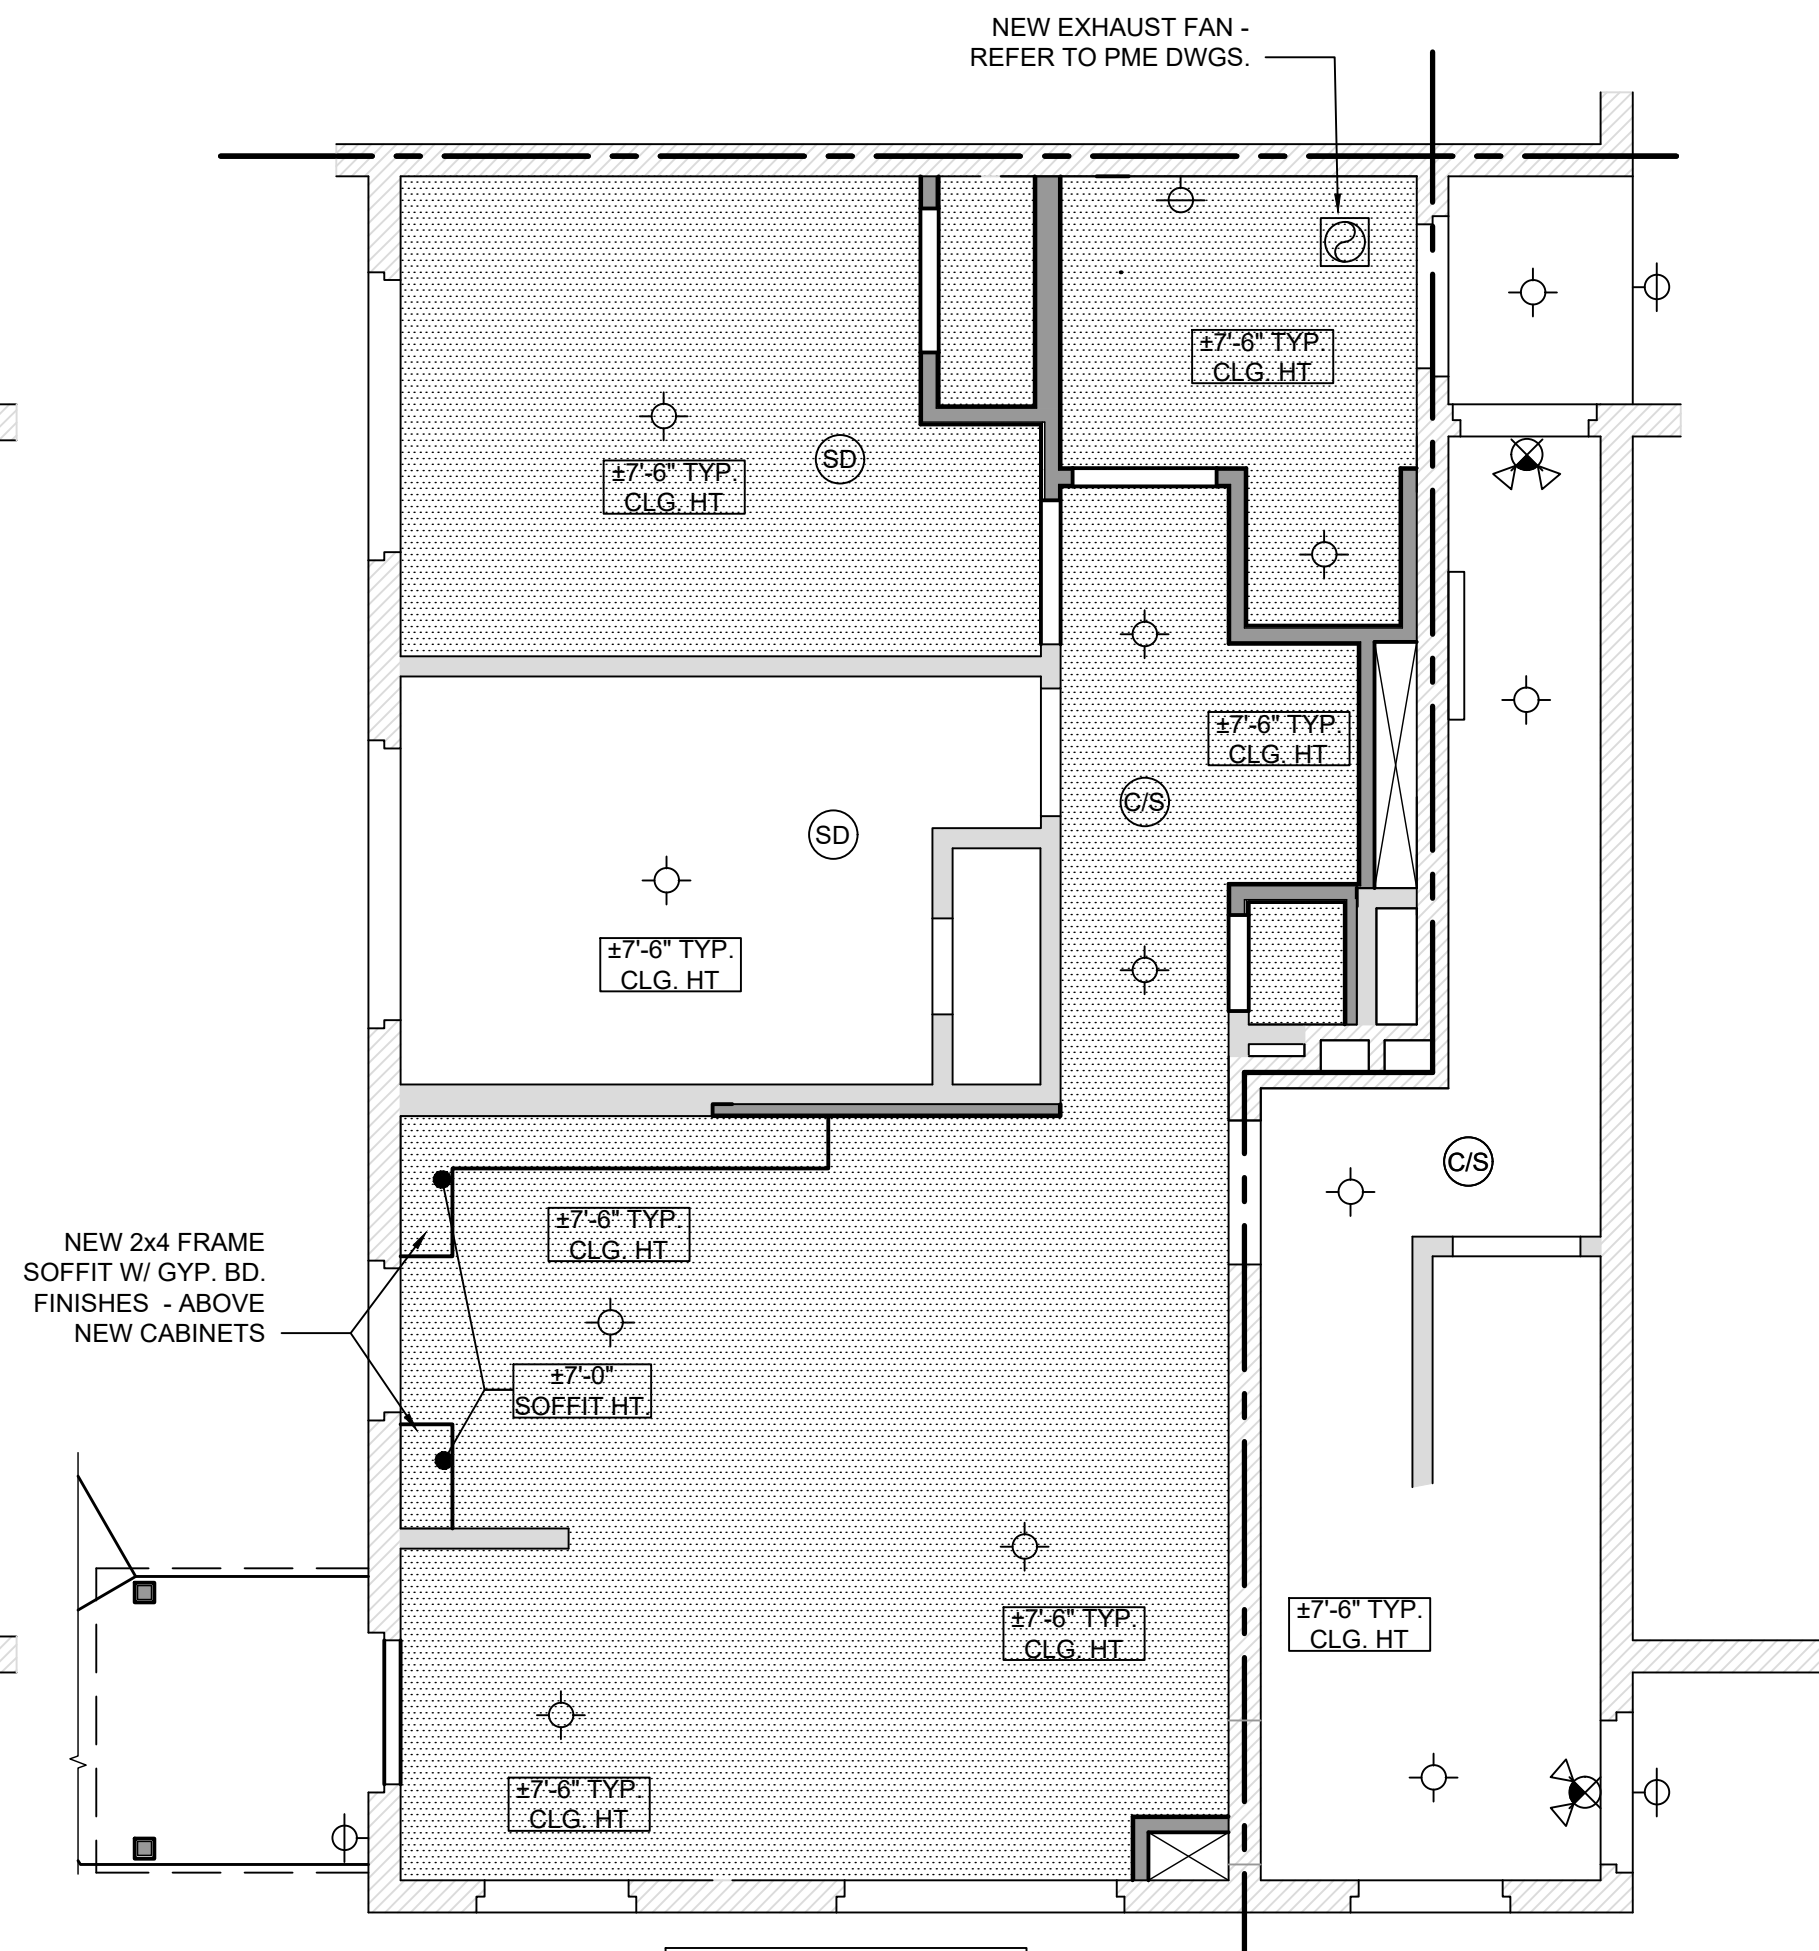 NEW EXHAUST FAN -
REFER TO PME DWGS.
±7'-6" TYP.
CLG. HT
±7'-6" TYP.
CLG. HT
SD
±7'-6" TYP.
CLG. HT
C/S
SD
±7'-6" TYP.
CLG. HT
C/S
±7'-6" TYP.
CLG. HT
NEW 2x4 FRAME
SOFFIT W/ GYP. BD.
FINISHES - ABOVE
NEW CABINETS
±7'-0"
SOFFIT HT.
±7'-6" TYP.
CLG. HT
±7'-6" TYP.
CLG. HT
±7'-6" TYP.
CLG. HT